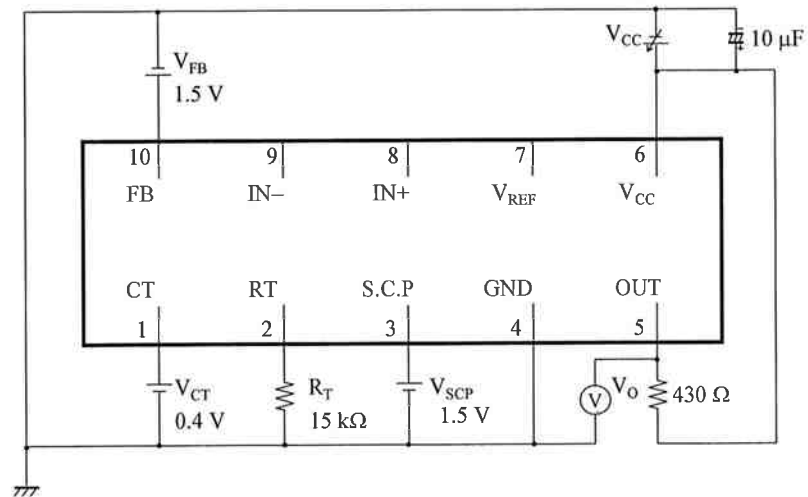 V_CC
10 μF
V_FB
1.5 V
10 9 8 7 6
FB IN− IN+ V_REF V_CC
CT RT S.C.P GND OUT
1 2 3 4 5
V_CT
0.4 V
R_T
15 kΩ
V_SCP
1.5 V
V
V_O
430 Ω